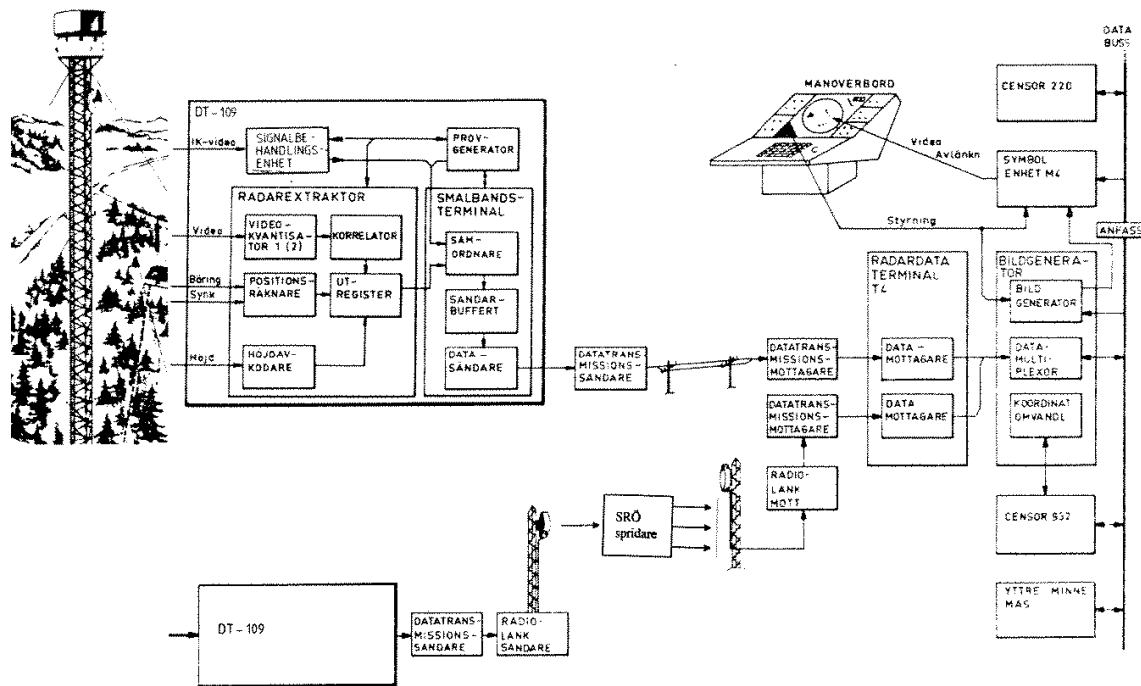 DATA
BUSS
CENSOR 220
MANOVERBORD
Video
Avlänkn
SYMBOL
ENHET M4
Styrning
ANPASS
DT-109
IK-video
SIGNALBE-
HANDLINGS-
ENHET
PROV-
GENERATOR
RADAREXTRAKTOR
SMALBANDS-
TERMINAL
Video
VIDEO-
KVANTISA-
TOR 1 (2)
KORRELATOR
SAM-
ORDNARE
Bäring
Synk
POSITIONS-
RÄKNARE
UT-
REGISTER
SANDAR-
BUFFERT
Höjd
HÖJDAV-
KODARE
DATA-
SÄNDARE
DATATRANS-
MISSIONS-
SÄNDARE
DATATRANS-
MISSIONS-
MOTTAGARE
DATATRANS-
MISSIONS-
MOTTAGARE
RADARDATA
TERMINAL
T4
DATA-
MOTTAGARE
DATA
MOTTAGARE
BILDGENERA-
TOR
BILD
GENERATOR
DATA-
MULTI-
PLEXOR
KOORDINAT
OMVANDL
RADIO-
LANK
MOTT
SRÖ
spridare
CENSOR 932
YTTRE MINNE
MAS
DT-109
DATATRANS-
MISSIONS-
SANDARE
RADIO-
LANK
SANDARE